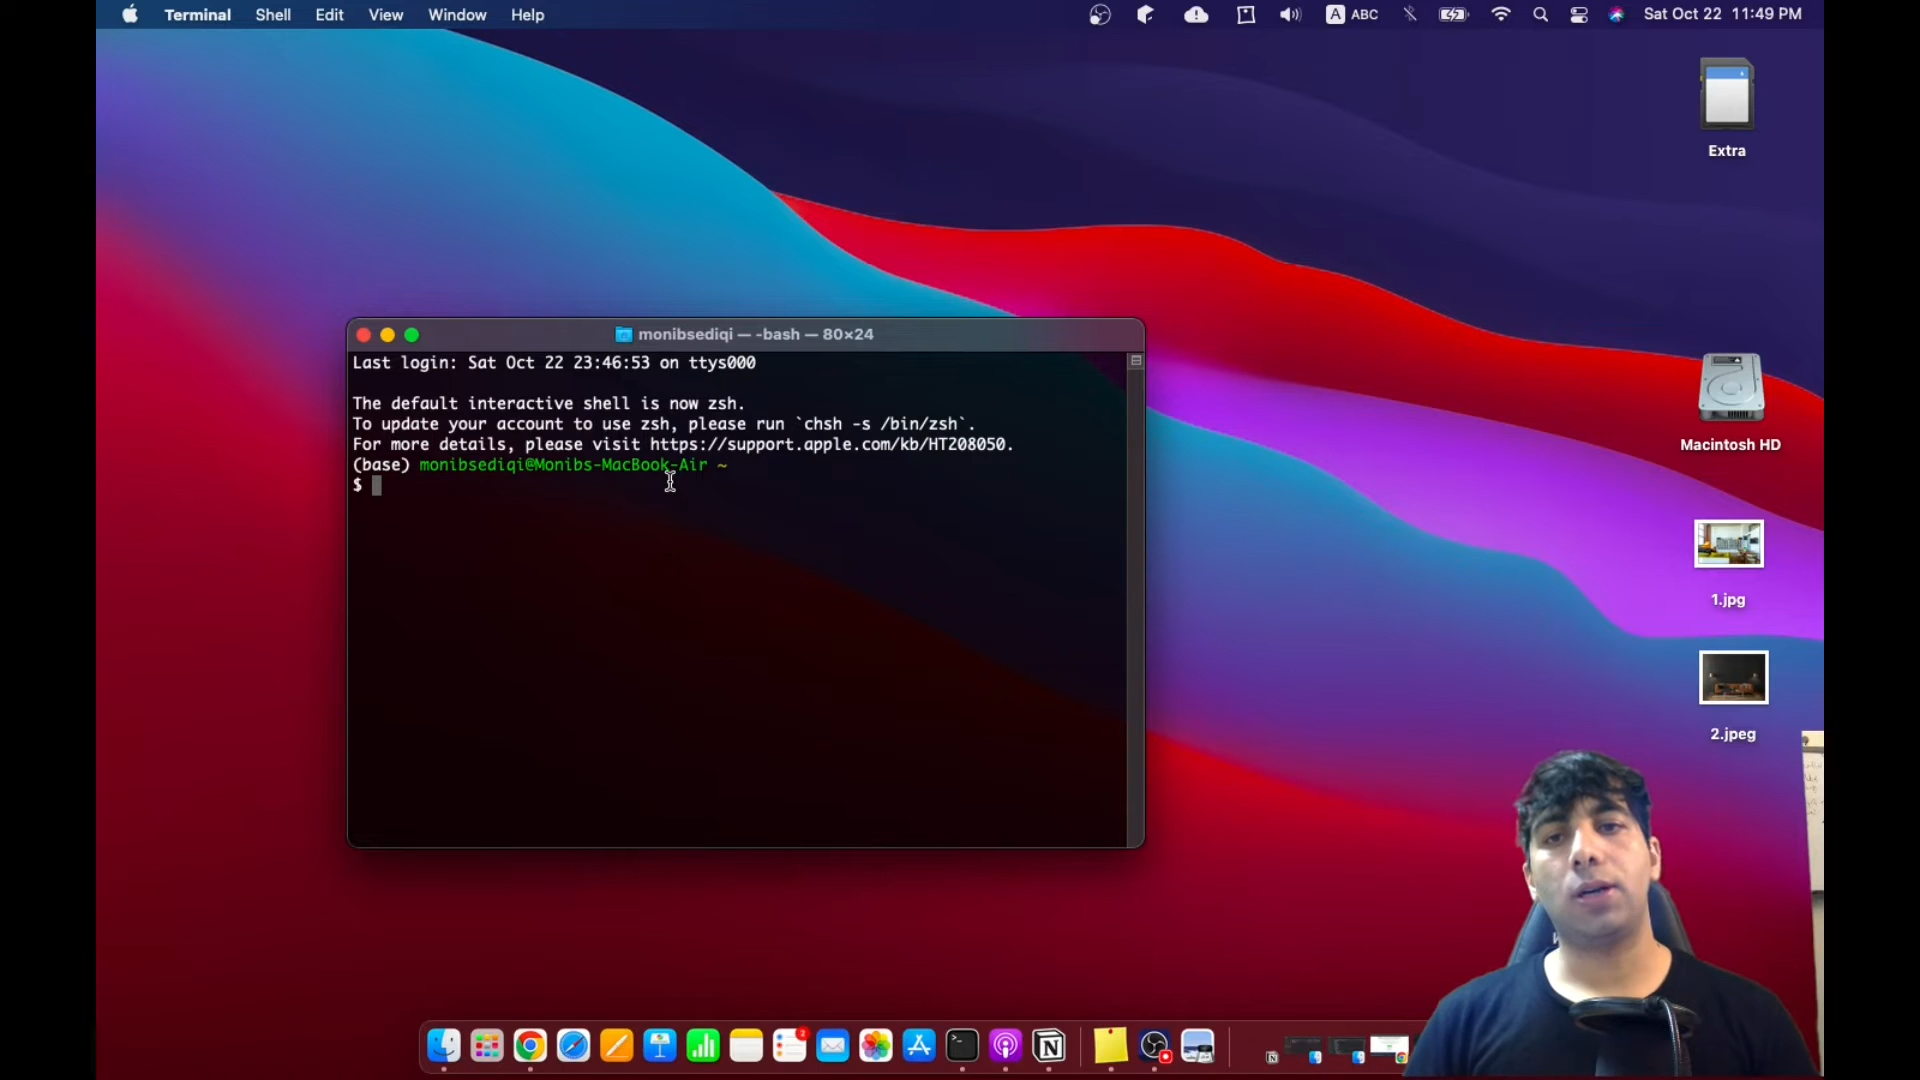 Terminal Shell Edit View Window Help
A ABC Sat Oct 22 11:49 PM
Extra
monibsediqi — -bash — 80×24
Last login: Sat Oct 22 23:46:53 on ttys000
The default interactive shell is now zsh.
To update your account to use zsh, please run `chsh -s /bin/zsh`.
For more details, please visit https://support.apple.com/kb/HT208050.
(base) monibsediqi@Monibs-MacBook-Air ~
$
Macintosh HD
1.jpg
2.jpeg
2